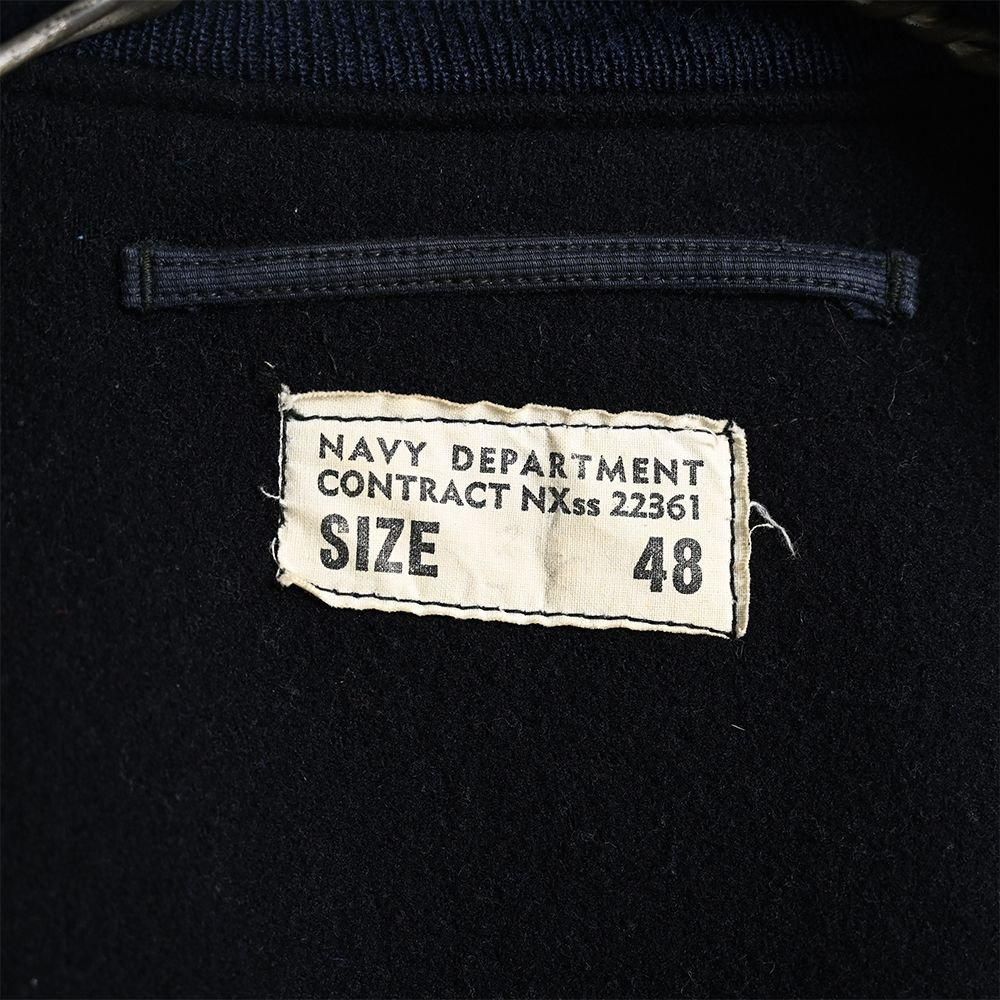 NAVY DEPARTMENT
CONTRACT NXss 22361
SIZE 48